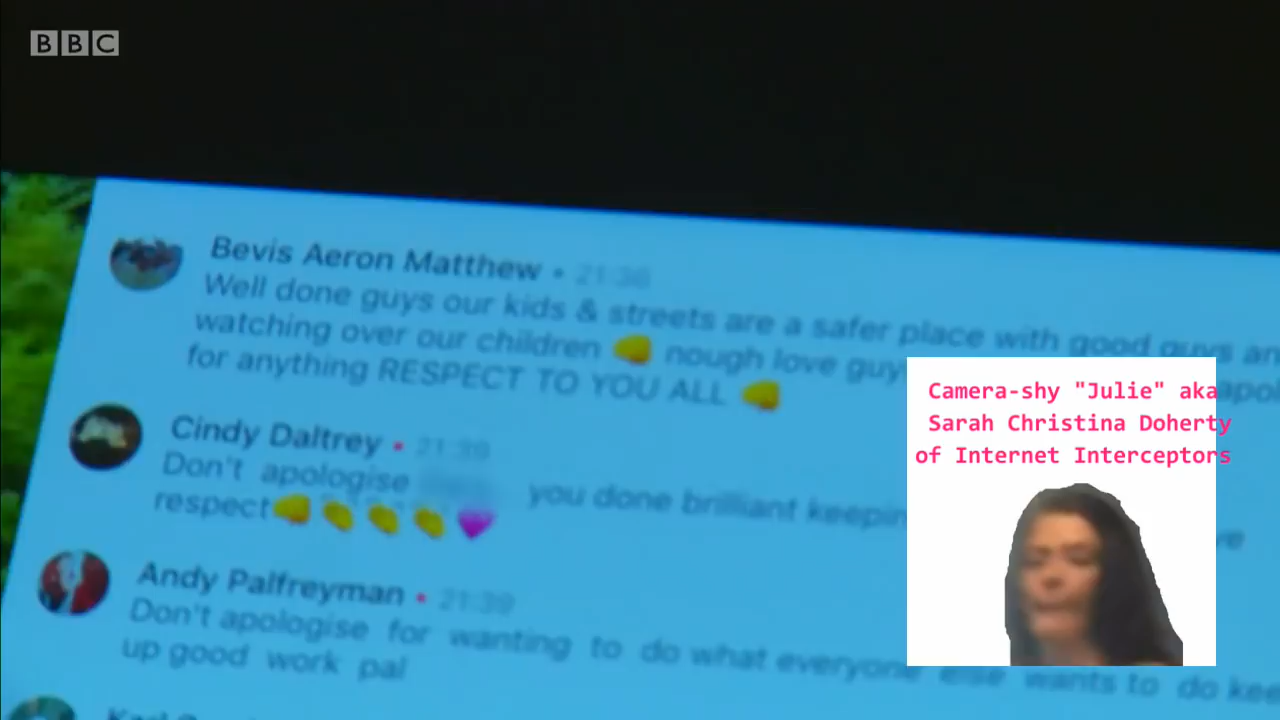 BBC
Bevis Aeron Matthew • 21:36
Well done guys our kids & streets are a safer place with good guys an
watching over our children nough love guy
for anything RESPECT TO YOU ALL
Camera-shy "Julie" aka
Sarah Christina Doherty
of Internet Interceptors
Cindy Daltrey • 21:39
Don't apologise you done brilliant keepin
respect
Andy Palfreyman • 21:39
Don't apologise for wanting to do what everyone else wants to do kee
up good work pal